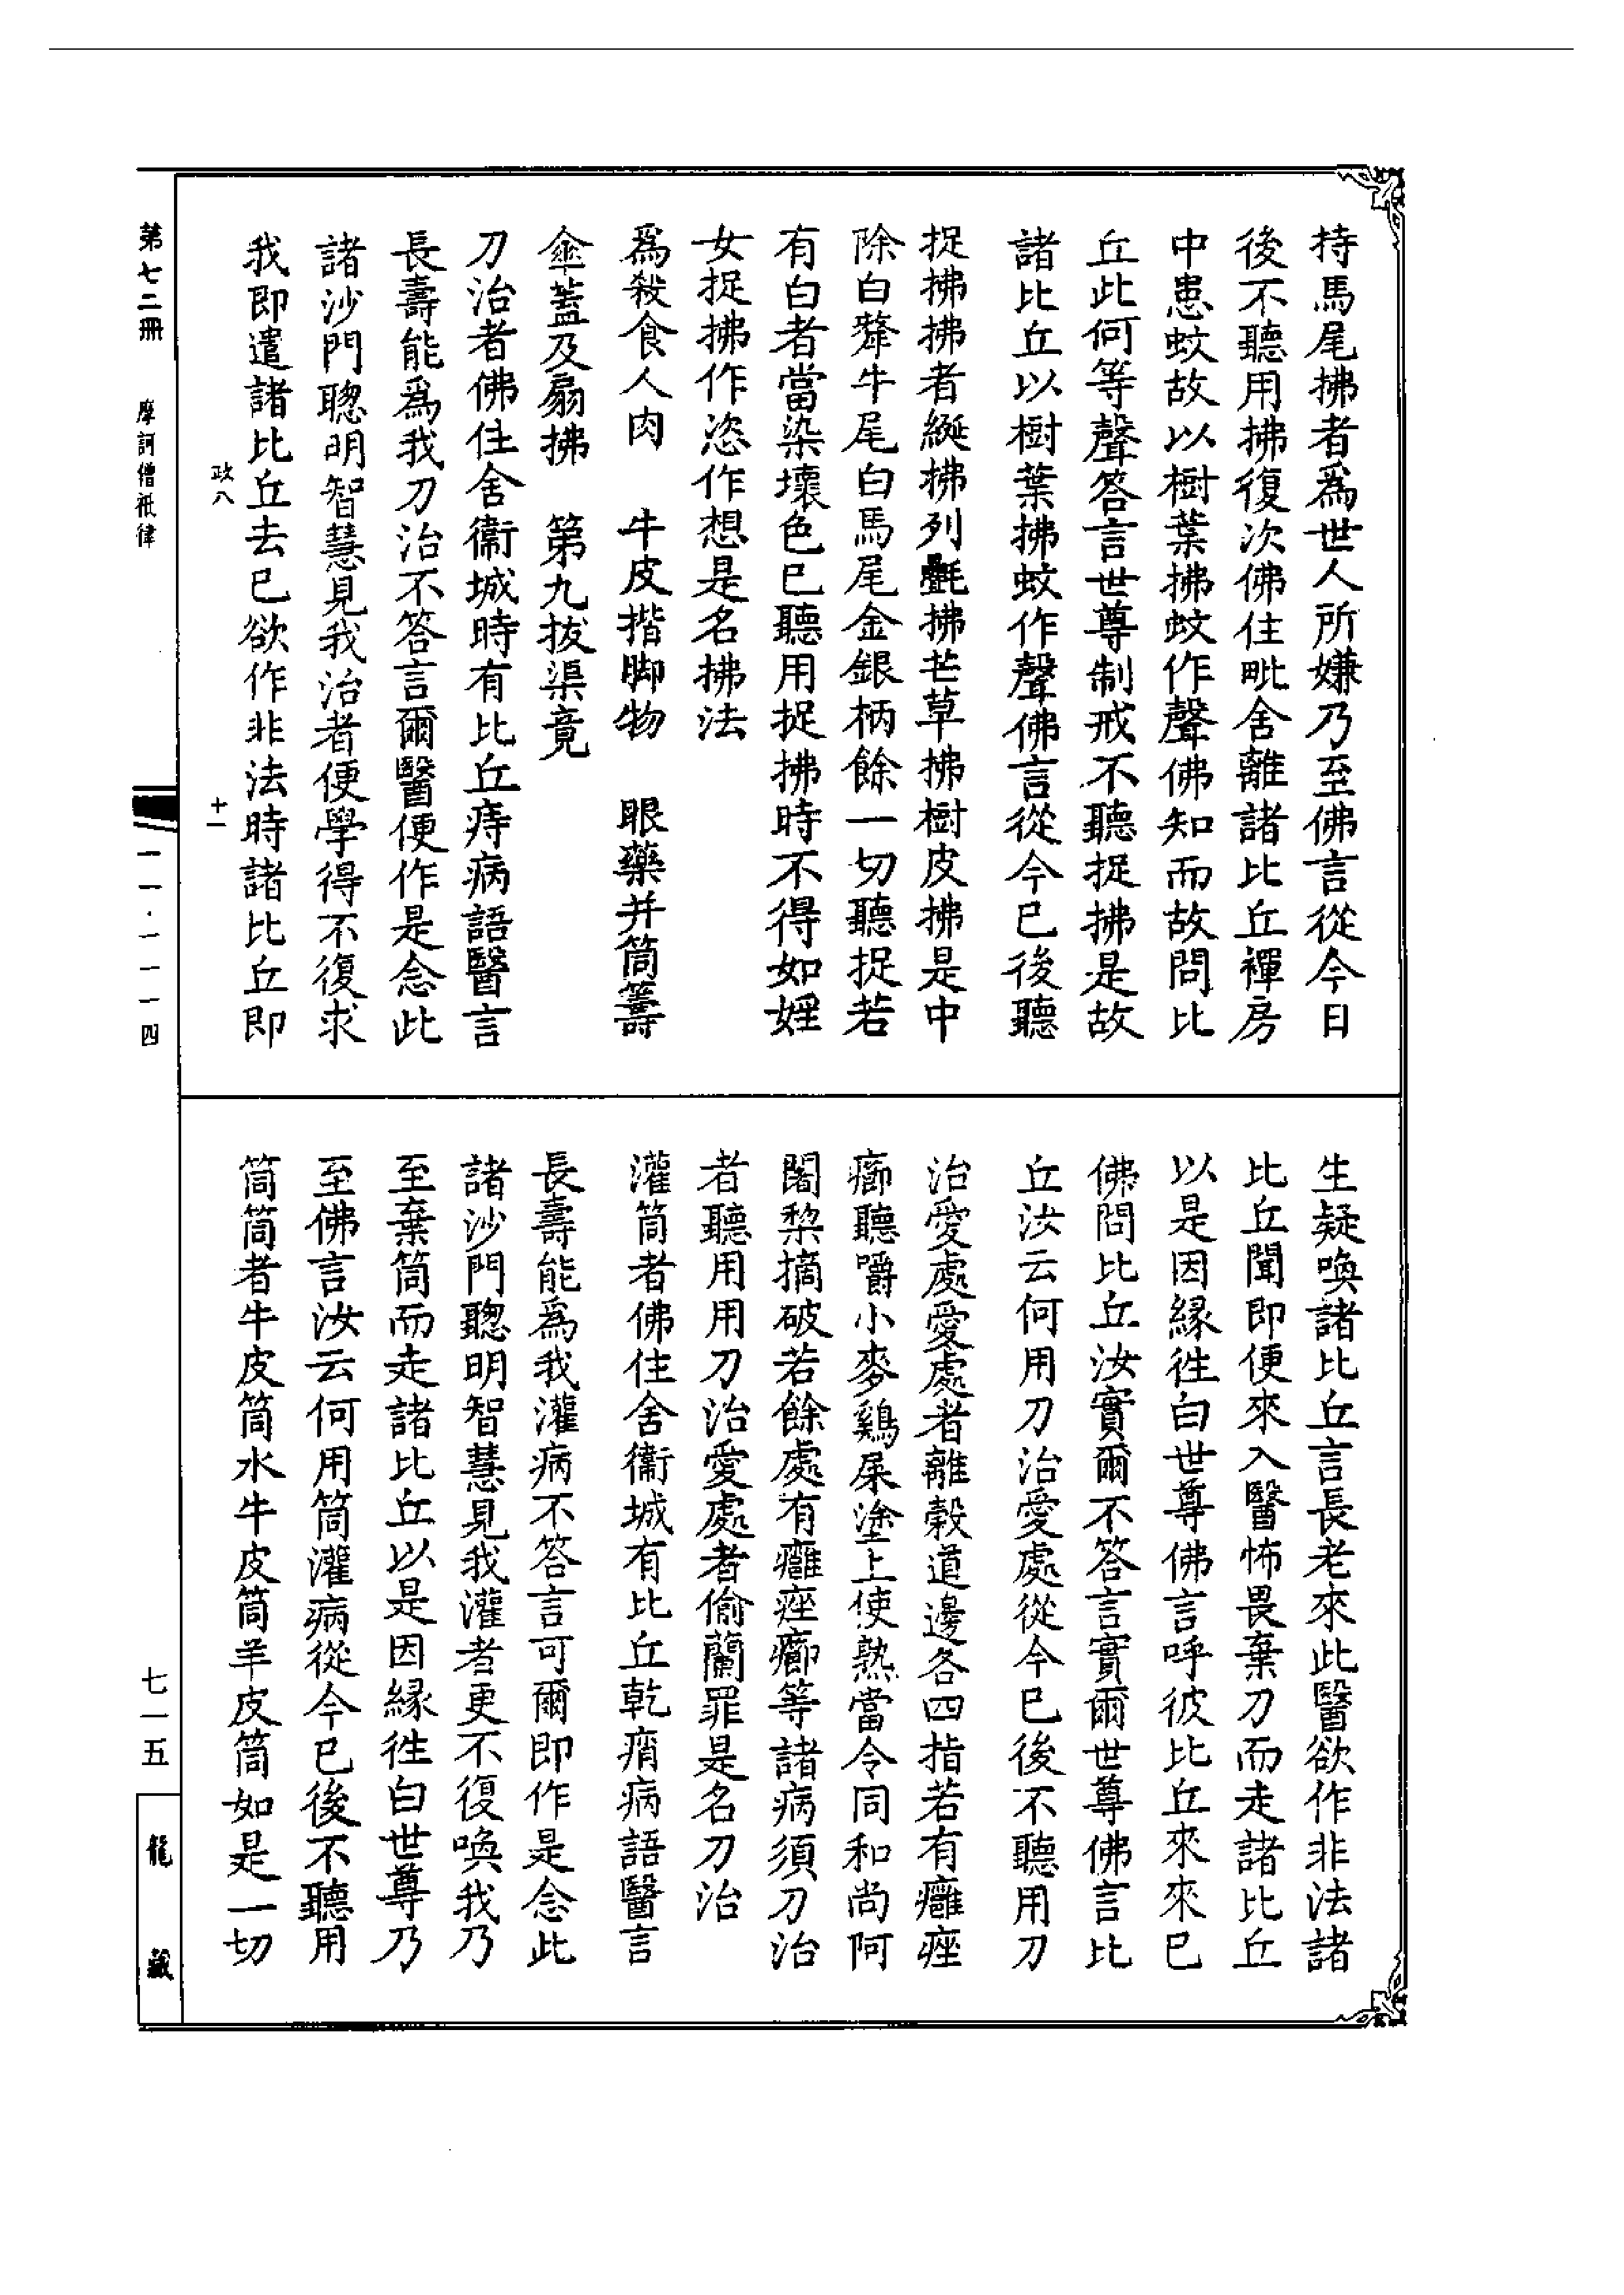 持馬尾拂者為世人所嫌乃至佛言從今日
後不聽用拂復次佛住毗舍離諸比丘禪房
中患蚊故以樹葉拂蚊作聲佛知而故問比
丘此何等聲答言世尊制戒不聽捉拂是故
諸比丘以樹葉拂蚊作聲佛言從今已後聽
捉拂拂者綖拂列氎拂芒草拂樹皮拂是中
除白犛牛尾白馬尾金銀柄餘一切聽捉若
有白者當染壞色已聽用捉拂時不得如婬
女捉拂作恣作想是名拂法
為殺食人肉　牛皮揩腳物　眼藥并筒籌
傘蓋及扇拂　第九拔渠竟
刀治者佛住舍衛城時有比丘痔病語醫言
長壽能為我刀治不答言爾醫便作是念此
諸沙門聰明智慧見我治者便學得不復求
我即遣諸比丘去已欲作非法時諸比丘即
生疑喚諸比丘言長老來此醫欲作非法諸
比丘聞即便來入醫怖畏棄刀而走諸比丘
以是因緣往白世尊佛言呼彼比丘來來已
佛問比丘汝實爾不答言實爾世尊佛言比
丘汝云何用刀治愛處從今已後不聽用刀
治愛處愛處者離穀道邊各四指若有癰痤
癤聽嚼小麥鷄屎塗上使熟當令同和尚阿
闍棃摘破若餘處有癰痤癤等諸病須刀治
者聽用用刀治愛處者偷蘭罪是名刀治
灌筒者佛住舍衛城有比丘乾痟病語醫言
長壽能為我灌病不答言可爾即作是念此
諸沙門聰明智慧見我灌者更不復喚我乃
至棄筒而走諸比丘以是因緣往白世尊乃
至佛言汝云何用筒灌病從今已後不聽用
筒筒者牛皮筒水牛皮筒羊皮筒如是一切
政八　十一
第七二冊　摩訶僧祇律　一一·一一一四　七一五　龍藏